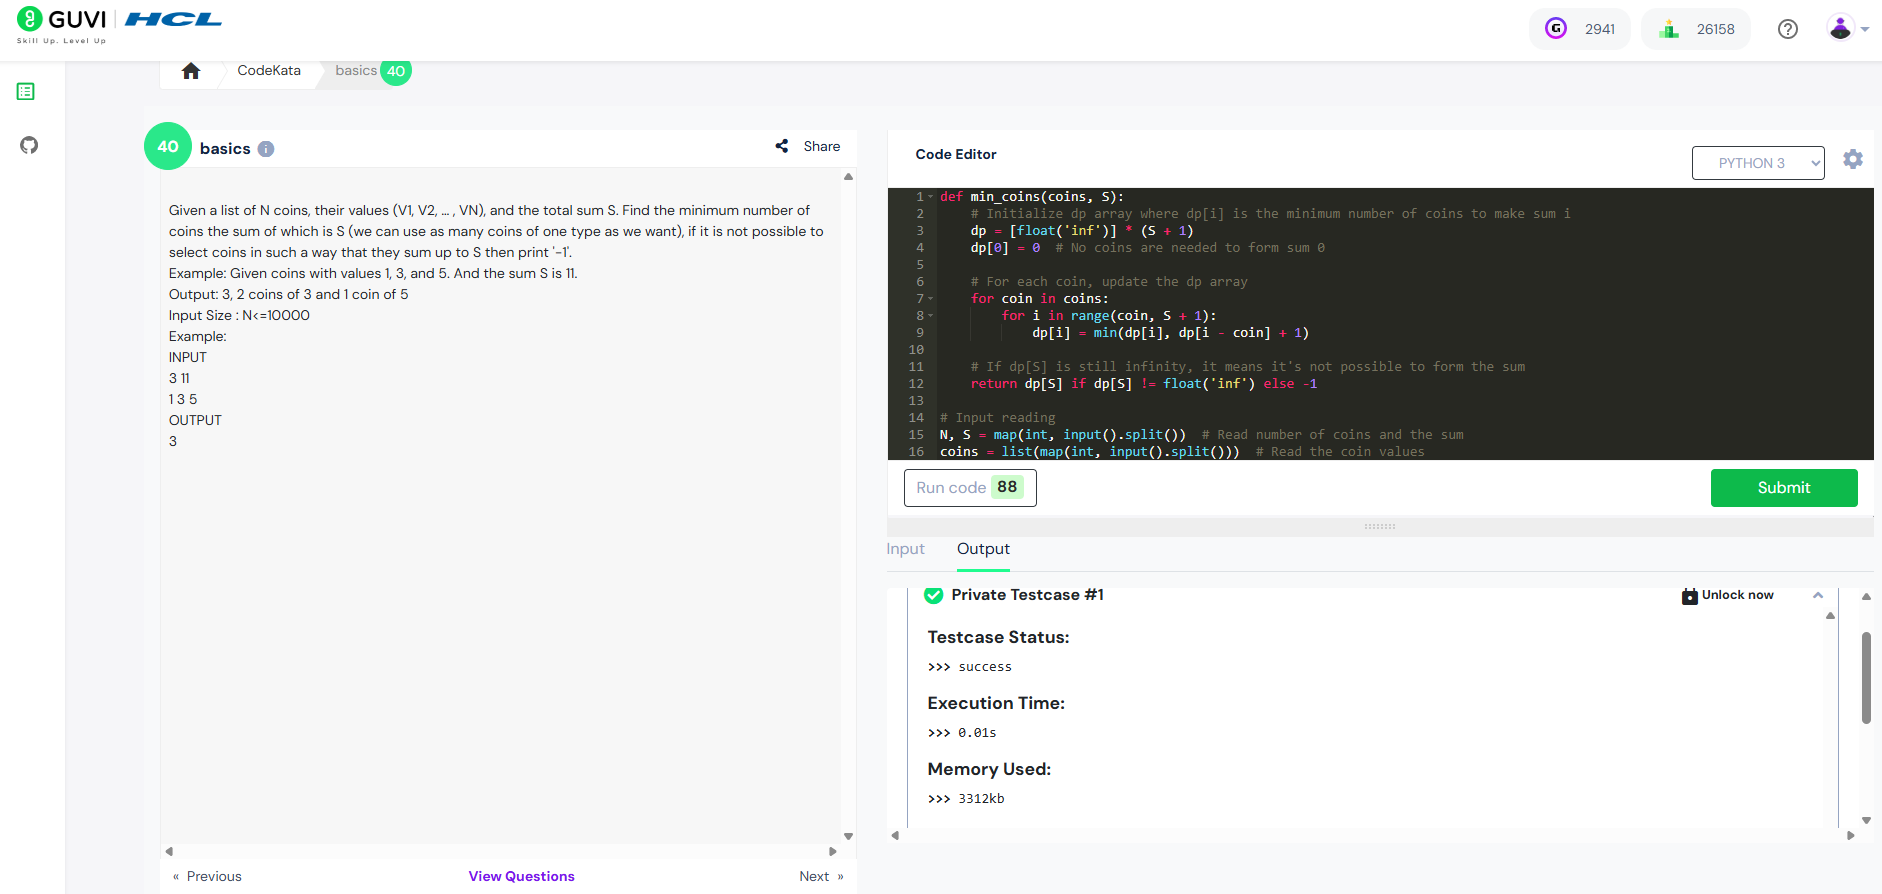 GUVI | HCL
Skill Up. Level Up
2941
26158
CodeKata
basics 40
40 basics
Share
Given a list of N coins, their values (V1, V2, … , VN), and the total sum S. Find the minimum number of
coins the sum of which is S (we can use as many coins of one type as we want), if it is not possible to
select coins in such a way that they sum up to S then print '-1'.
Example: Given coins with values 1, 3, and 5. And the sum S is 11.
Output: 3, 2 coins of 3 and 1 coin of 5
Input Size : N<=10000
Example:
INPUT
3 11
1 3 5
OUTPUT
3
« Previous
View Questions
Next »
Code Editor
PYTHON 3
1 def min_coins(coins, S):
2     # Initialize dp array where dp[i] is the minimum number of coins to make sum i
3     dp = [float('inf')] * (S + 1)
4     dp[0] = 0  # No coins are needed to form sum 0
5
6     # For each coin, update the dp array
7     for coin in coins:
8         for i in range(coin, S + 1):
9             dp[i] = min(dp[i], dp[i - coin] + 1)
10
11     # If dp[S] is still infinity, it means it's not possible to form the sum
12     return dp[S] if dp[S] != float('inf') else -1
13
14 # Input reading
15 N, S = map(int, input().split())  # Read number of coins and the sum
16 coins = list(map(int, input().split()))  # Read the coin values
Run code 88
Submit
Input
Output
Private Testcase #1
Unlock now
Testcase Status:
>>> success
Execution Time:
>>> 0.01s
Memory Used:
>>> 3312kb